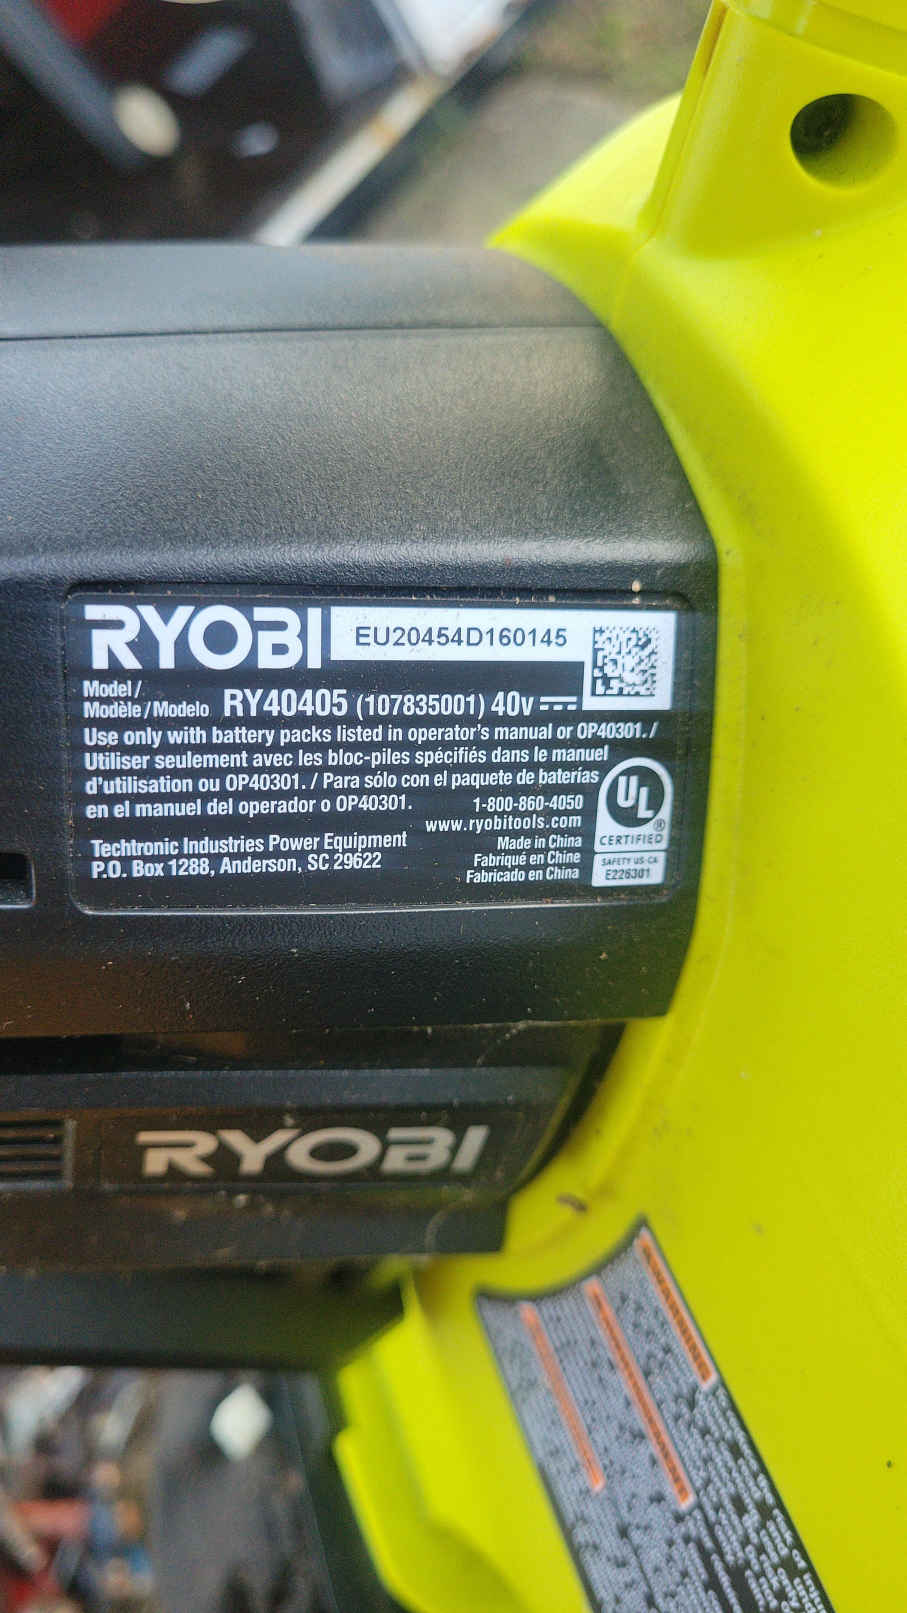 RYOBI EU20454D160145
Model /
Modèle / Modelo RY40405 (107835001) 40v
Use only with battery packs listed in operator's manual or OP40301. /
Utiliser seulement avec les bloc-piles spécifiés dans le manuel
d'utilisation ou OP40301. / Para sólo con el paquete de baterías
en el manuel del operador o OP40301.
1-800-860-4050
www.ryobitools.com
Techtronic Industries Power Equipment
P.O. Box 1288, Anderson, SC 29622
Made in China
Fabriqué en Chine
Fabricado en China
UL
®
CERTIFIED
SAFETY US-CA
E226301
RYOBI